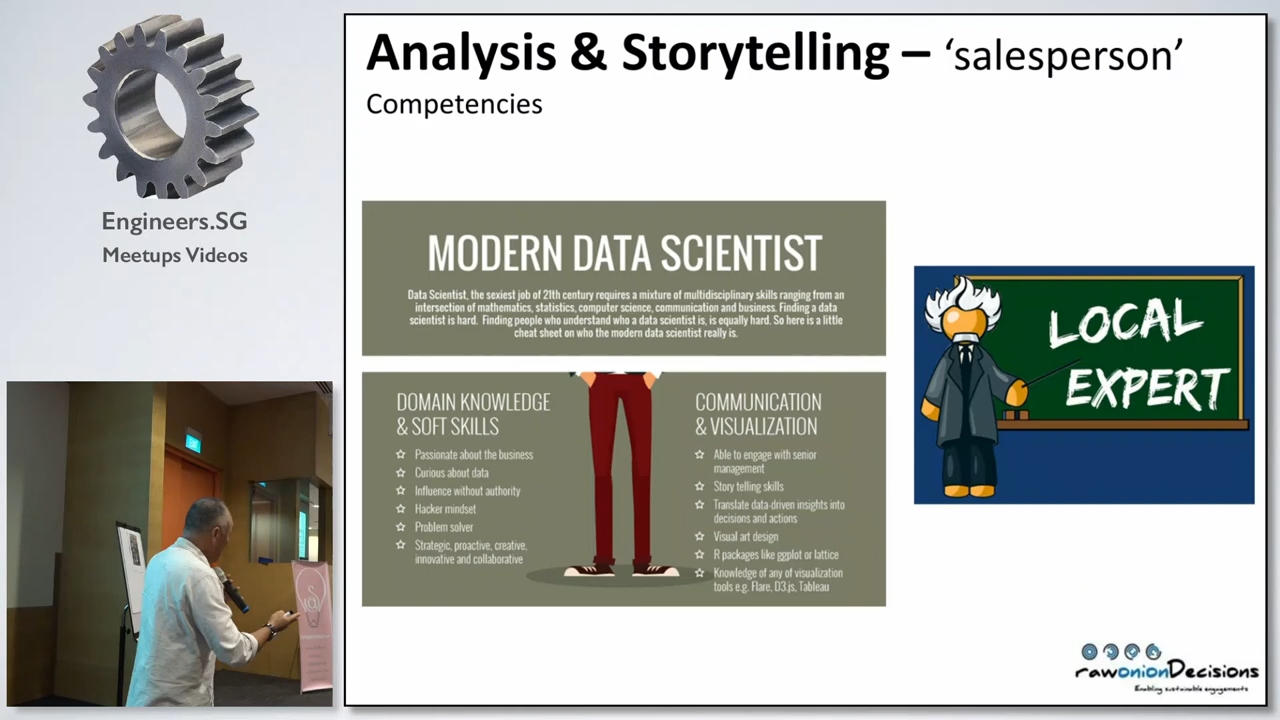 Engineers.SG
Meetups Videos
Analysis & Storytelling – ‘salesperson’
Competencies
MODERN DATA SCIENTIST
Data Scientist, the sexiest job of 21th century requires a mixture of multidisciplinary skills ranging from an
intersection of mathematics, statistics, computer science, communication and business. Finding a data
scientist is hard. Finding people who understand who a data scientist is, is equally hard. So here is a little
cheat sheet on who the modern data scientist really is.
DOMAIN KNOWLEDGE
& SOFT SKILLS
Passionate about the business
Curious about data
Influence without authority
Hacker mindset
Problem solver
Strategic, proactive, creative,
innovative and collaborative
COMMUNICATION
& VISUALIZATION
Able to engage with senior
management
Story telling skills
Translate data-driven insights into
decisions and actions
Visual art design
R packages like ggplot or lattice
Knowledge of any of visualization
tools e.g. Flare, D3.js, Tableau
LOCAL
EXPERT
rawonionDecisions
Enabling sustainable engagements